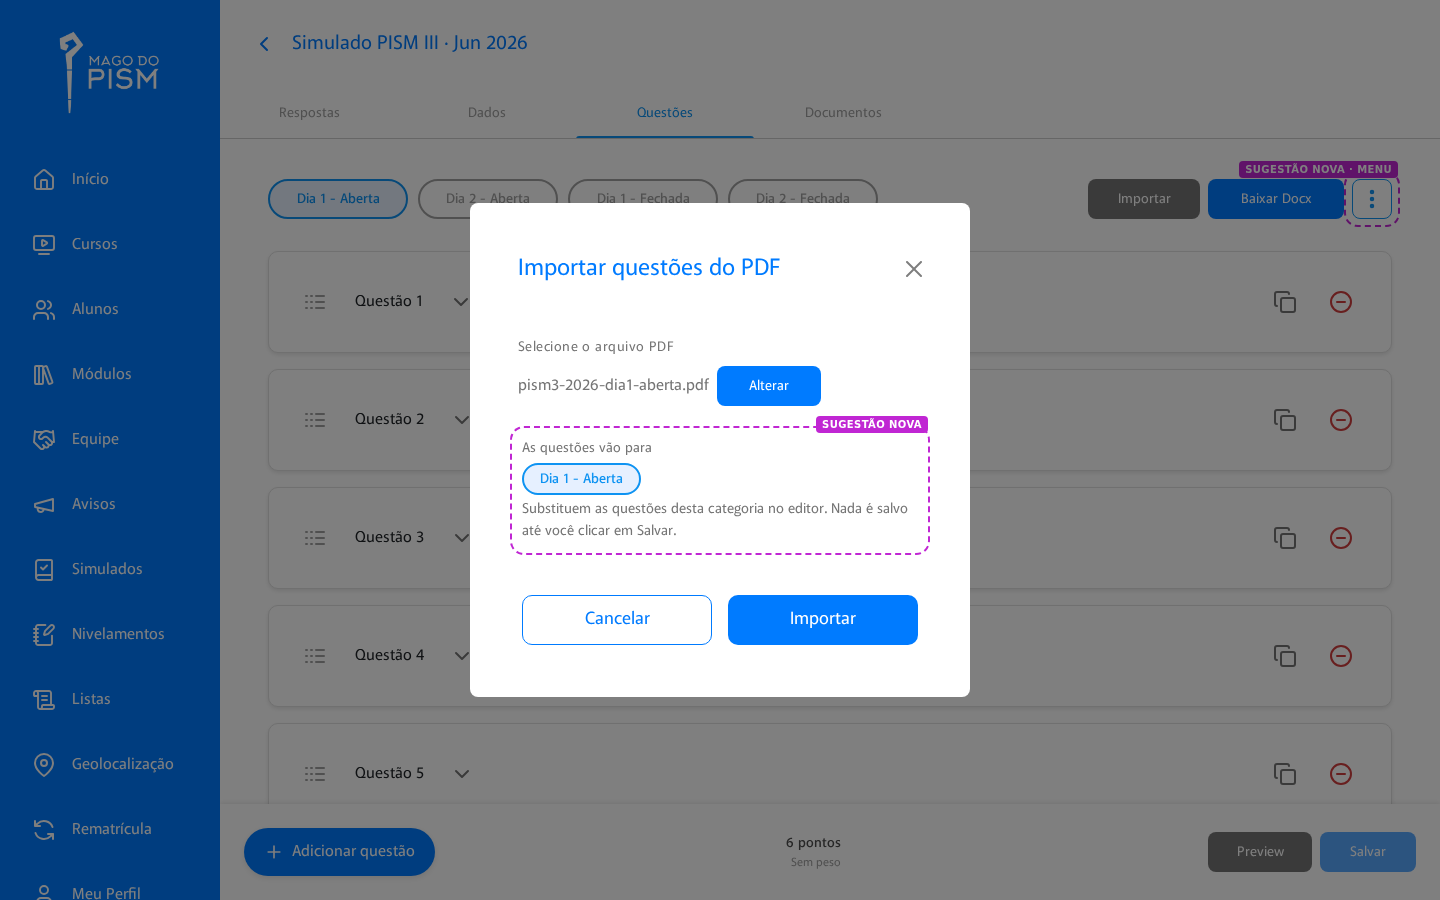 MAGO DO
PISM
Início
Cursos
Alunos
Módulos
Equipe
Avisos
Simulados
Nivelamentos
Listas
Geolocalização
Rematrícula
Meu Perfil
Simulado PISM III · Jun 2026
Respostas
Dados
Questões
Documentos
SUGESTÃO NOVA · MENU
Dia 1 - Aberta
Dia 2 - Aberta
Dia 1 - Fechada
Dia 2 - Fechada
Importar
Baixar Docx
Questão 1
Questão 2
Questão 3
Questão 4
Questão 5
Importar questões do PDF
Selecione o arquivo PDF
pism3-2026-dia1-aberta.pdf
Alterar
SUGESTÃO NOVA
As questões vão para
Dia 1 - Aberta
Substituem as questões desta categoria no editor. Nada é salvo
até você clicar em Salvar.
Cancelar
Importar
Adicionar questão
6 pontos
Sem peso
Preview
Salvar